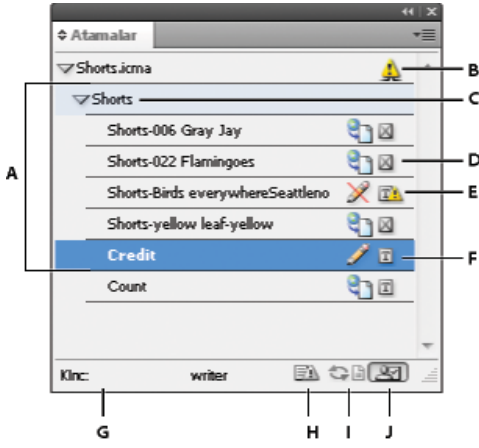 Atamalar
Shorts.icma
B
Shorts
C
Shorts-006 Gray Jay
Shorts-022 Flamingoes
D
A
Shorts-Birds everywhereSeattleno
E
Shorts-yellow leaf-yellow
Credit
F
Count
Klnc: writer
G H I J